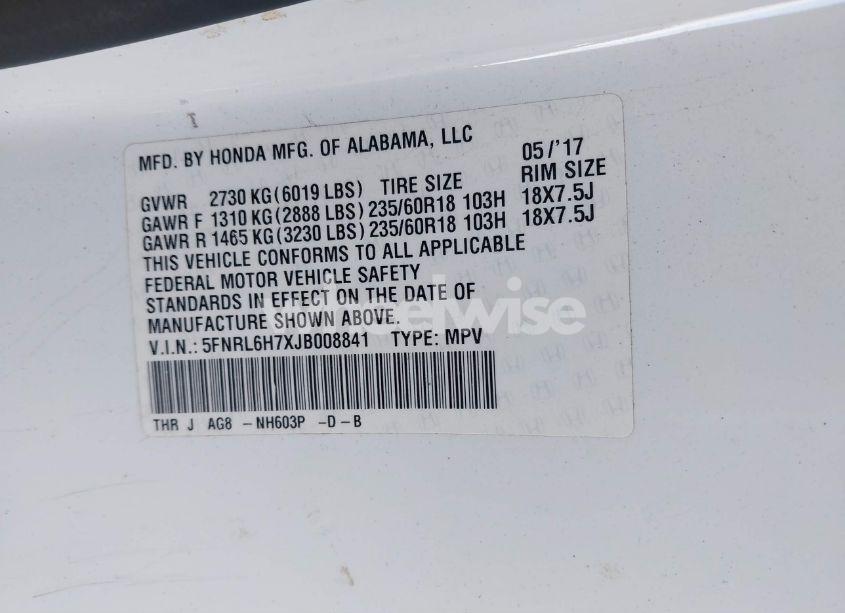 MFD. BY HONDA MFG. OF ALABAMA, LLC 05/'17
GVWR 2730 KG(6019 LBS) TIRE SIZE RIM SIZE
GAWR F 1310 KG(2888 LBS) 235/60R18 103H 18X7.5J
GAWR R 1465 KG(3230 LBS) 235/60R18 103H 18X7.5J
THIS VEHICLE CONFORMS TO ALL APPLICABLE
FEDERAL MOTOR VEHICLE SAFETY
STANDARDS IN EFFECT ON THE DATE OF
MANUFACTURE SHOWN ABOVE.
V.I.N.: 5FNRL6H7XJB008841 TYPE: MPV
THR J AG8 -NH603P -D-B